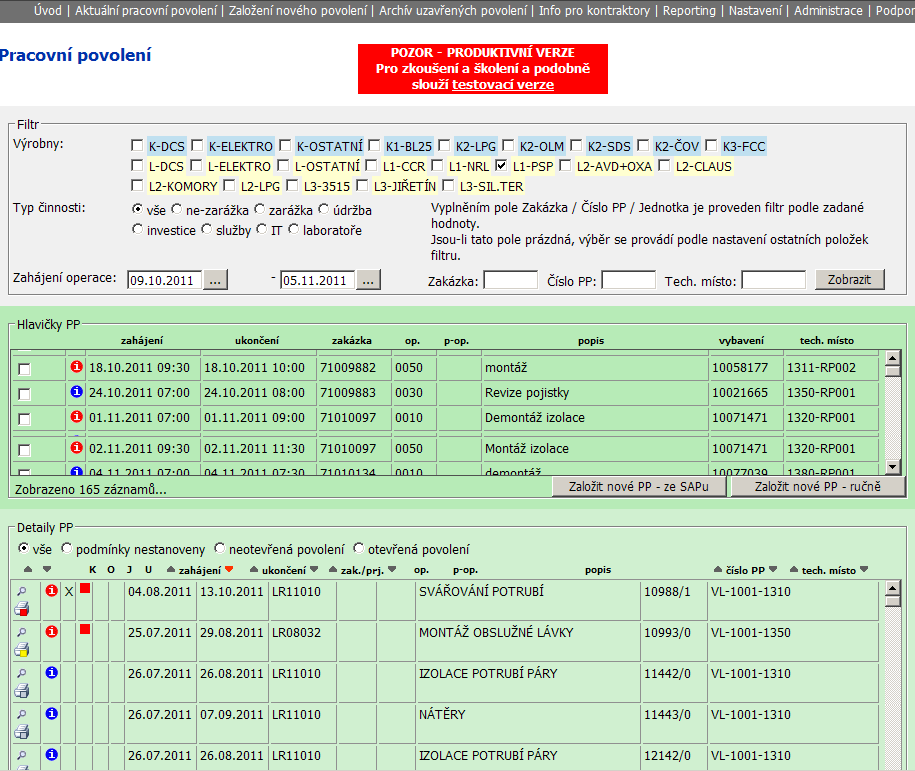 Úvod | Aktuální pracovní povolení | Založení nového povolení | Archív uzavřených povolení | Info pro kontraktory | Reporting | Nastavení | Administrace | Podpor
Pracovní povolení
POZOR - PRODUKTIVNÍ VERZE
Pro zkoušení a školení a podobně
slouží testovací verze
Filtr
Výrobny: K-DCS K-ELEKTRO K-OSTATNÍ K1-BL25 K2-LPG K2-OLM K2-SDS K2-ČOV K3-FCC
L-DCS L-ELEKTRO L-OSTATNÍ L1-CCR L1-NRL L1-PSP L2-AVD+OXA L2-CLAUS
L2-KOMORY L2-LPG L3-3515 L3-JIŘETÍN L3-SIL.TER
Typ činnosti: vše ne-zarážka zarážka údržba
investice služby IT laboratoře
Vyplněním pole Zakázka / Číslo PP / Jednotka je proveden filtr podle zadané
hodnoty.
Jsou-li tato pole prázdná, výběr se provádí podle nastavení ostatních položek
filtru.
Zahájení operace: 09.10.2011 ... - 05.11.2011 ... Zakázka: Číslo PP: Tech. místo: Zobrazit
Hlavičky PP
zahájení ukončení zakázka op. p-op. popis vybavení tech. místo
18.10.2011 09:30 18.10.2011 10:00 71009882 0050 montáž 10058177 1311-RP002
24.10.2011 07:00 24.10.2011 08:00 71009883 0030 Revize pojistky 10021665 1350-RP001
01.11.2011 07:00 01.11.2011 09:00 71010097 0010 Demontáž izolace 10071471 1320-RP001
02.11.2011 09:30 02.11.2011 11:30 71010097 0050 Montáž izolace 10071471 1320-RP001
04.11.2011 07:00 04.11.2011 07:30 71010134 0010 demontáž 10077039 1380-RP001
Zobrazeno 165 záznamů... Založit nové PP - ze SAPu Založit nové PP - ručně
Detaily PP
vše podmínky nestanoveny neotevřená povolení otevřená povolení
K O J U zahájení ukončení zak./prj. op. p-op. popis číslo PP tech. místo
X 04.08.2011 13.10.2011 LR11010 SVÁŘOVÁNÍ POTRUBÍ 10988/1 VL-1001-1310
25.07.2011 29.08.2011 LR08032 MONTÁŽ OBSLUŽNÉ LÁVKY 10993/0 VL-1001-1350
26.07.2011 26.08.2011 LR11010 IZOLACE POTRUBÍ PÁRY 11442/0 VL-1001-1310
26.07.2011 07.09.2011 LR11010 NÁTĚRY 11443/0 VL-1001-1310
26.07.2011 26.08.2011 LR11010 IZOLACE POTRUBÍ PÁRY 12142/0 VL-1001-1310